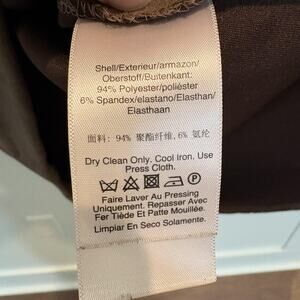 Shell/Exterieur/armazon/
Oberstoff/Buitenkant:
94% Polyester/poliéster
6% Spandex/elastano/Elasthan/
Elasthaan
面料: 94% 聚酯纤维,6% 氨纶
Dry Clean Only. Cool Iron. Use
Press Cloth.
Faire Laver Au Pressing
Uniquement. Repasser Avec
Fer Tiède Et Patte Mouillée.
Limpiar En Seco Solamente.